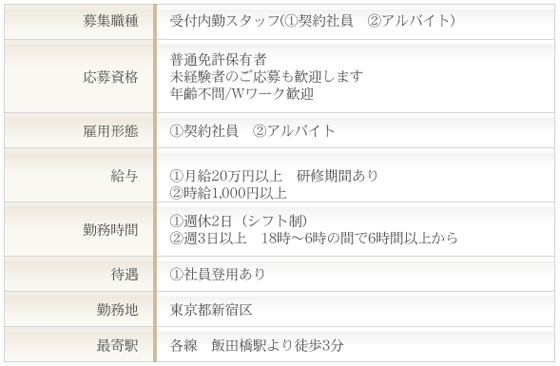 募集職種 受付内勤スタッフ(①契約社員　②アルバイト)
普通免許保有者
応募資格 未経験者のご応募も歓迎します
年齢不問/Wワーク歓迎
雇用形態 ①契約社員　②アルバイト
給与 ①月給20万円以上　研修期間あり
②時給1,000円以上
勤務時間 ①週休2日（シフト制）
②週3日以上　18時～6時の間で6時間以上から
待遇 ①社員登用あり
勤務地 東京都新宿区
最寄駅 各線　飯田橋駅より徒歩3分